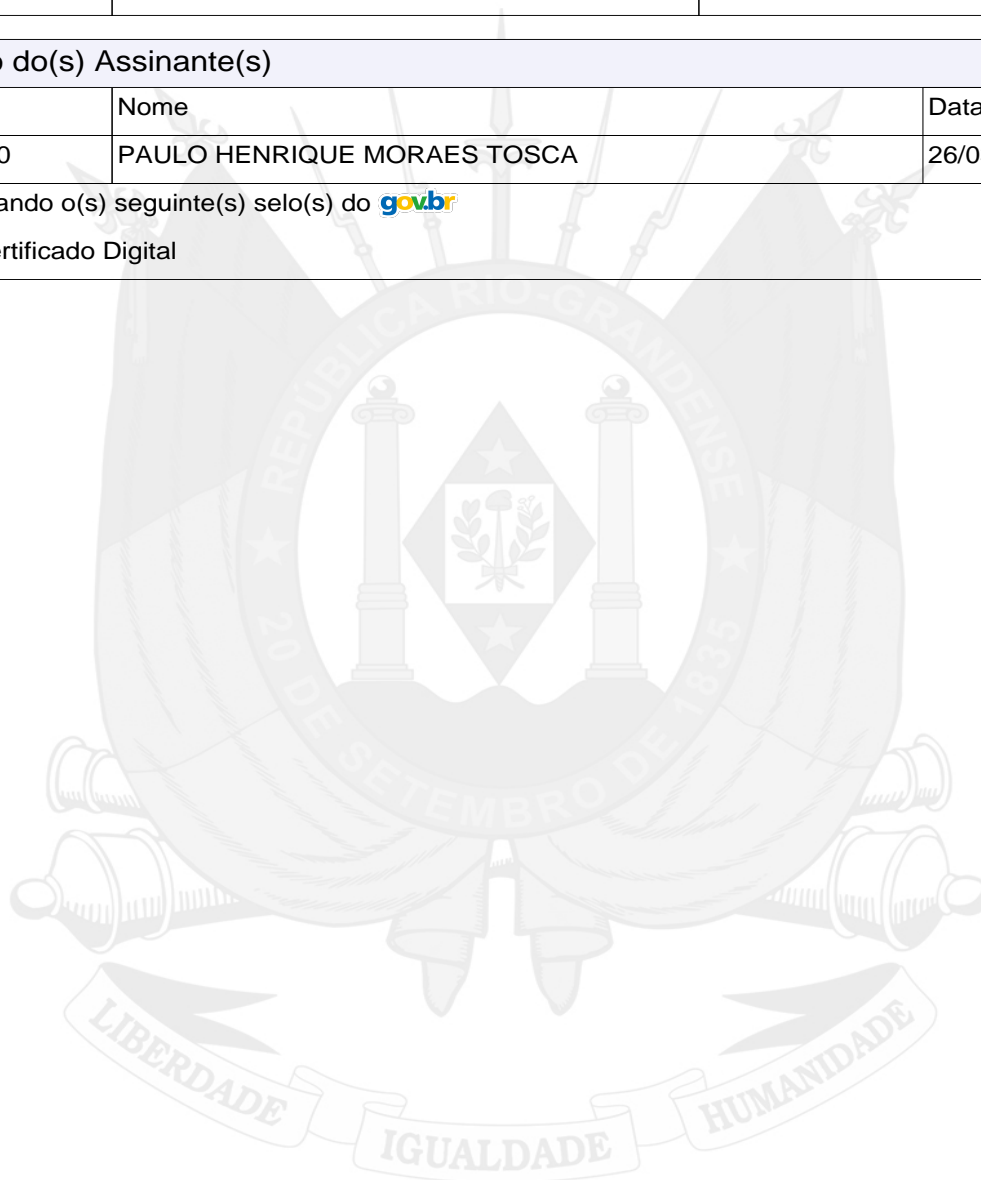 o do(s) Assinante(s)
Nome Data
0 PAULO HENRIQUE MORAES TOSCA 26/0
ando o(s) seguinte(s) selo(s) do gov.br
ertificado Digital
REPÚBLICA RIO-GRANDENSE
20 DE SETEMBRO DE 1835
LIBERDADE IGUALDADE HUMANIDADE